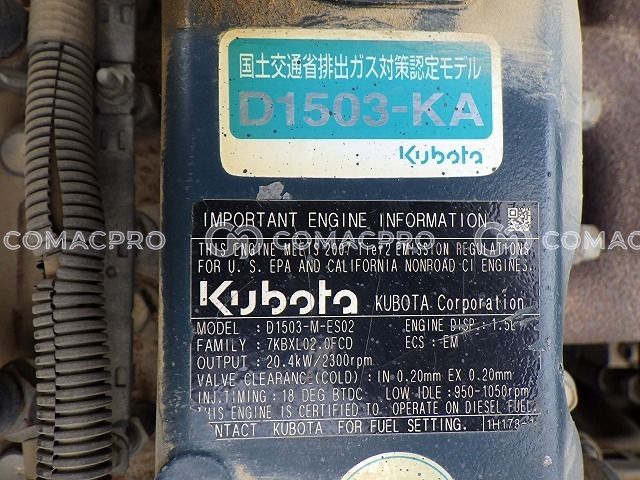 国土交通省排出ガス対策認定モデル
D1503-KA
Kubota
IMPORTANT ENGINE INFORMATION
COMACPRO COMACPRO COMACPRO
THIS ENGINE MEETS 2007 Tier2 EMISSION REGULATIONS
FOR U. S. EPA AND CALIFORNIA NONROAD CI ENGINES.
Kubota KUBOTA Corporation
MODEL : D1503-M-ES02 ENGINE DISP.: 1.5L
FAMILY : 7KBXL02.0FCD ECS : EM
OUTPUT : 20.4kW/2300rpm
VALVE CLEARANCE(COLD) : IN 0.20mm EX 0.20mm
INJ.TIMING : 18 DEG BTDC LOW IDLE : 950-1050rpm
THIS ENGINE IS CERTIFIED TO OPERATE ON DIESEL FUEL.
CONTACT KUBOTA FOR FUEL SETTING.
COMACPRO COMACPRO COMACPRO